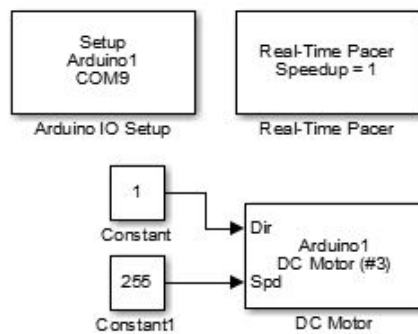 Setup
Arduino1
COM9
Arduino IO Setup
Real-Time Pacer
Speedup = 1
Real-Time Pacer
1
Constant
255
Constant1
Dir
Arduino1
DC Motor (#3)
Spd
DC Motor